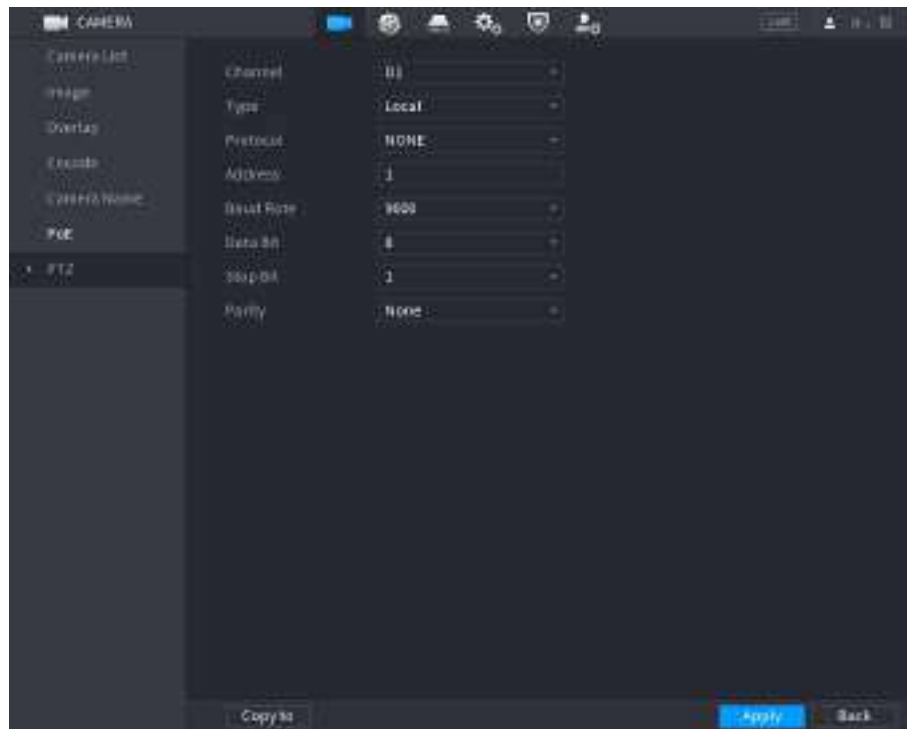 CAMERA
LIVE
Camera List
Image
Overlay
Encode
Camera Name
PoE
PTZ
Channel D1
Type Local
Protocol NONE
Address 1
Baud Rate 9600
Data Bit 8
Stop Bit 1
Parity None
Copy to Apply Back